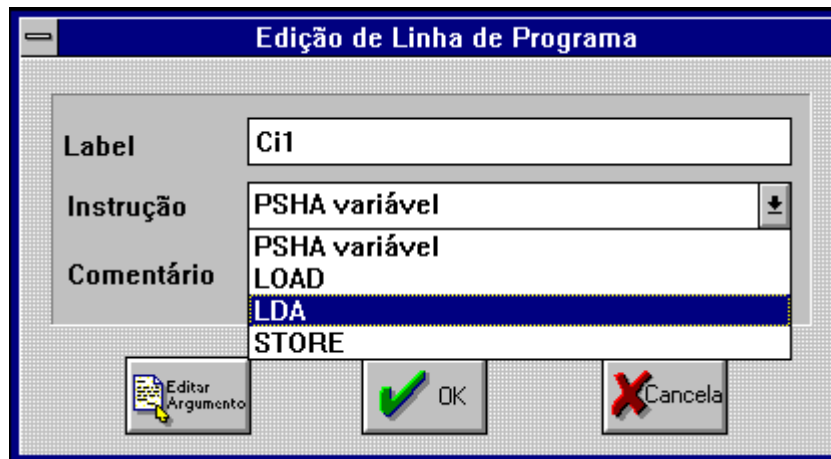 Edição de Linha de Programa
Label
Ci1
Instrução
PSHA variável
PSHA variável
LOAD
LDA
STORE
Comentário
Editar
Argumento
OK
Cancela